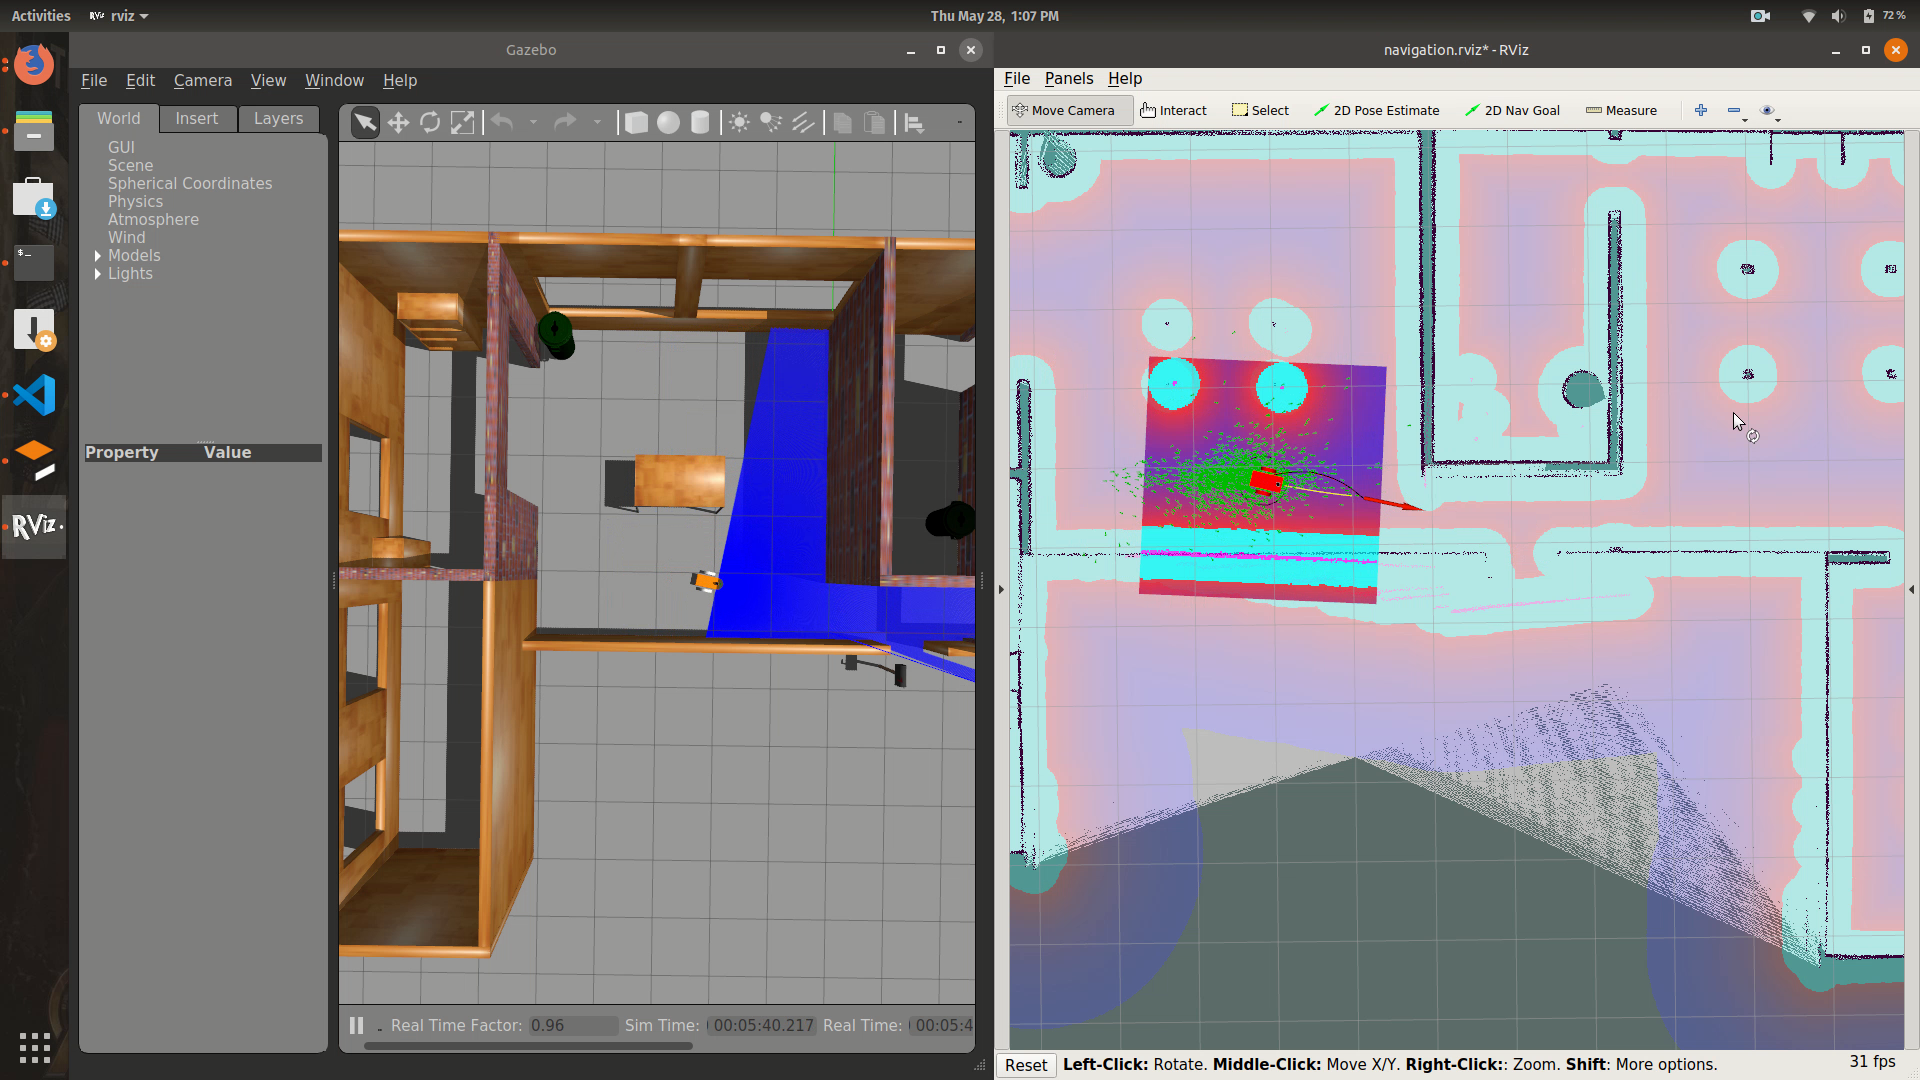 Activities RViz rviz Thu May 28, 1:07 PM 72 %
Gazebo
File Edit Camera View Window Help
World Insert Layers
GUI
Scene
Spherical Coordinates
Physics
Atmosphere
Wind
Models
Lights
Property Value
Real Time Factor: 0.96 Sim Time: 00:05:40.217 Real Time: 00:05:4
navigation.rviz* - RViz
File Panels Help
Move Camera Interact Select 2D Pose Estimate 2D Nav Goal Measure
RViz
$_
Reset Left-Click: Rotate. Middle-Click: Move X/Y. Right-Click:: Zoom. Shift: More options. 31 fps